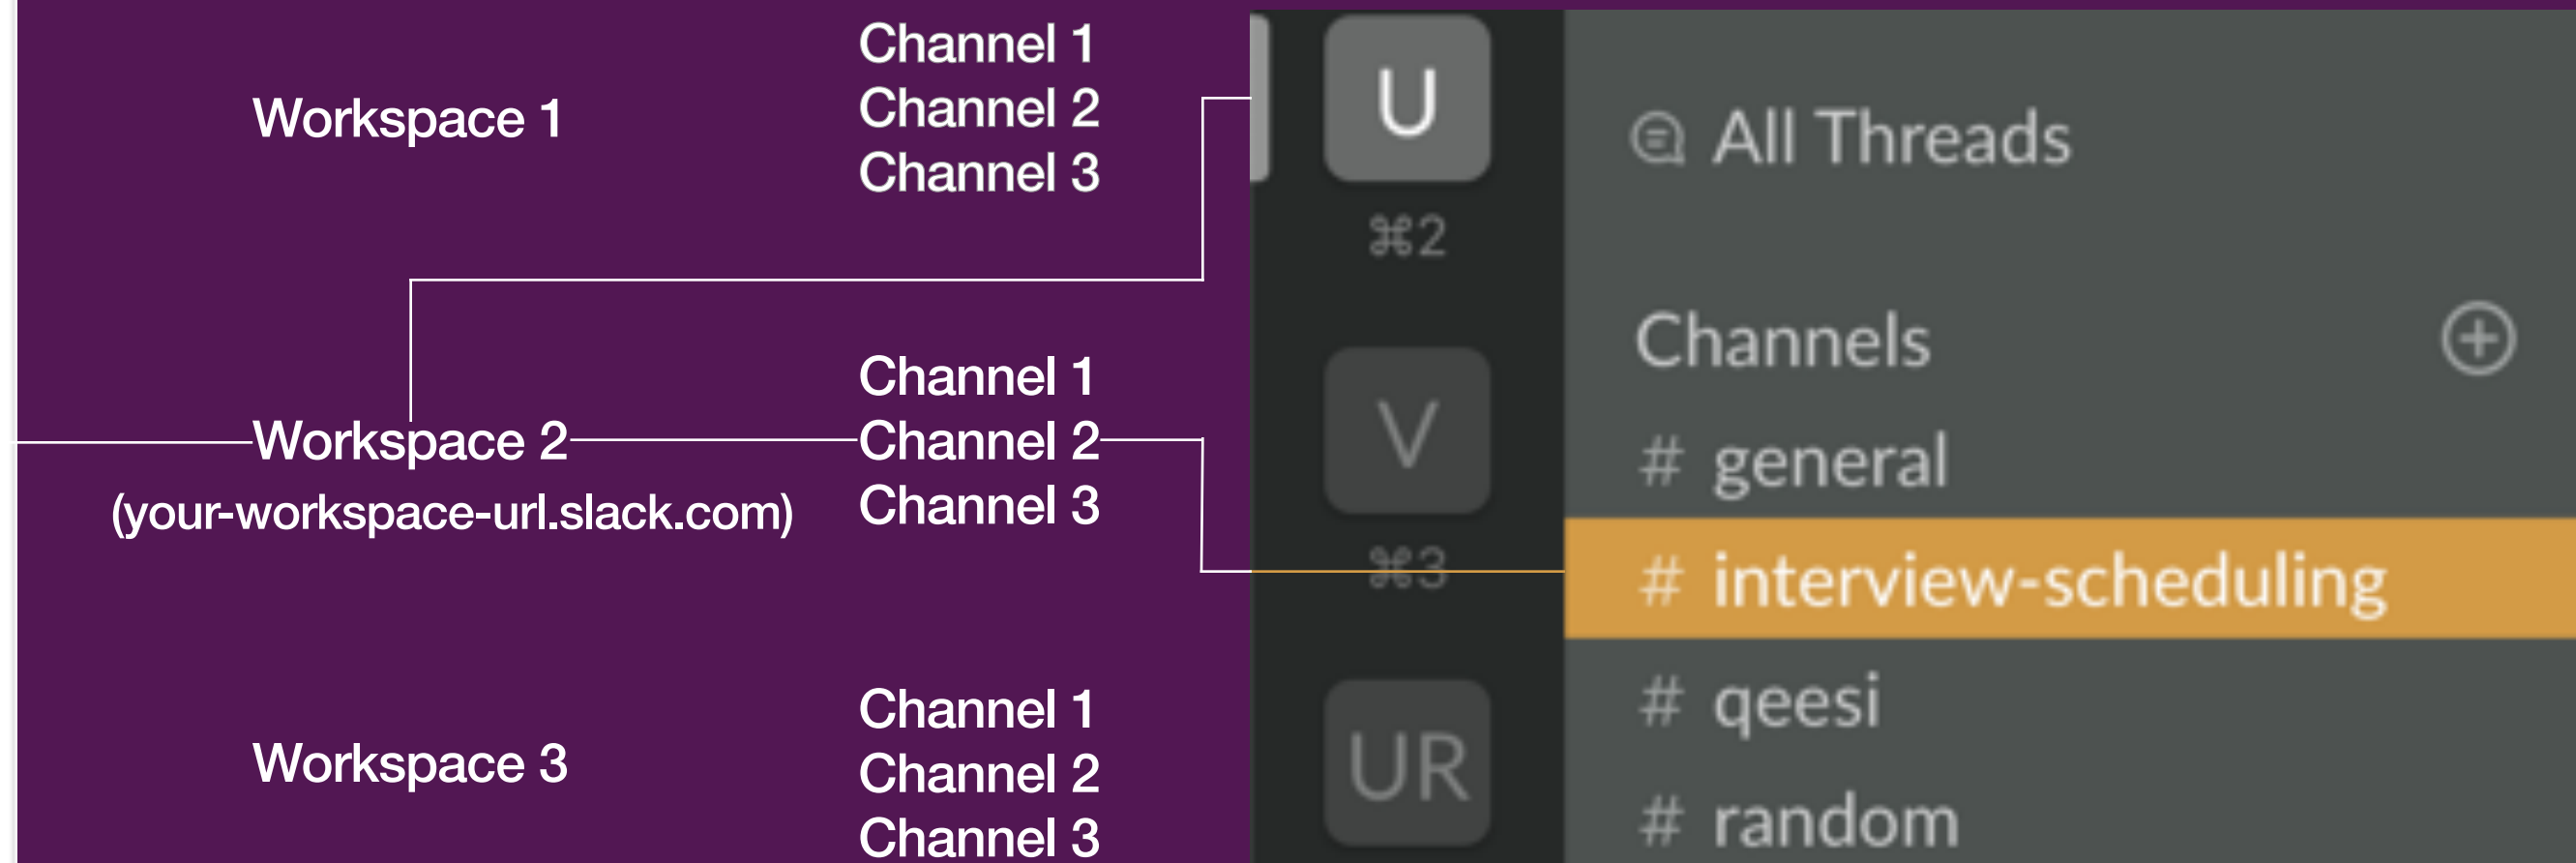 Channel 1
Workspace 1
Channel 2
Channel 3
Channel 1
Workspace 2
Channel 2
(your-workspace-url.slack.com)
Channel 3
Channel 1
Workspace 3
Channel 2
Channel 3
U
⌘2
V
⌘3
UR
All Threads
Channels
# general
# interview-scheduling
# qeesi
# random